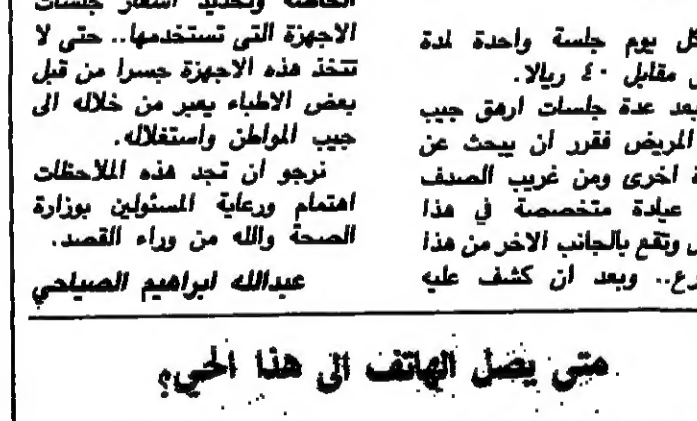 كل يوم جلسة واحدة لمدة
مقابل ٤٠ ريالا.
بعد عدة جلسات ارهق جيب
المريض فقرر ان يبحث عن
اخرى ومن غريب الصدف
عيادة متخصصة في هذا
وتقع بالجانب الاخر من هذا
وبعد ان كشف عليه
الخاصة وتحديد اسعار جلسات
الاجهزة التى تستخدمها.. حتى لا
تتخذ هذه الاجهزة جسرا من قبل
بعض الاطباء يعبر من خلاله الى
جيب المواطن واستغلاله.
نرجو ان تجد هذه الملاحظات
اهتمام ورعاية المسئولين بوزارة
الصحة والله من وراء القصد.
عبدالله ابراهيم الصياحي
متى يصل الهاتف الى هذا الحي؟